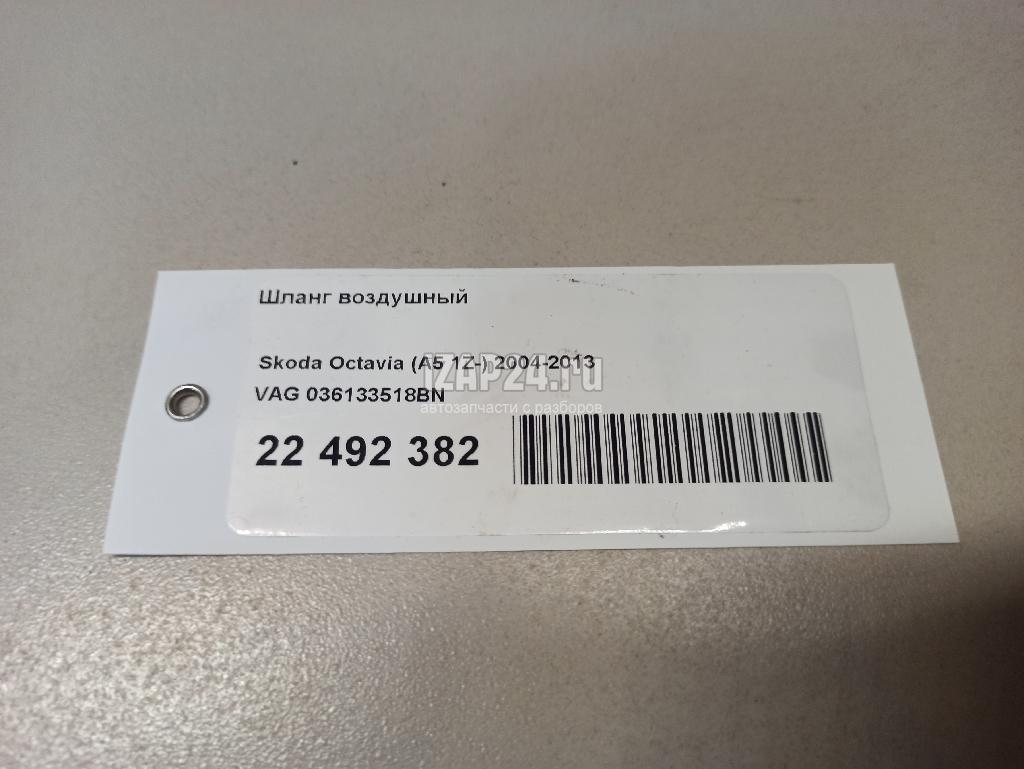 Шланг воздушный
Skoda Octavia (A5 1Z-) 2004-2013
IZAP24.ru
VAG 036133518BN
автозапчасти с разборов
22 492 382